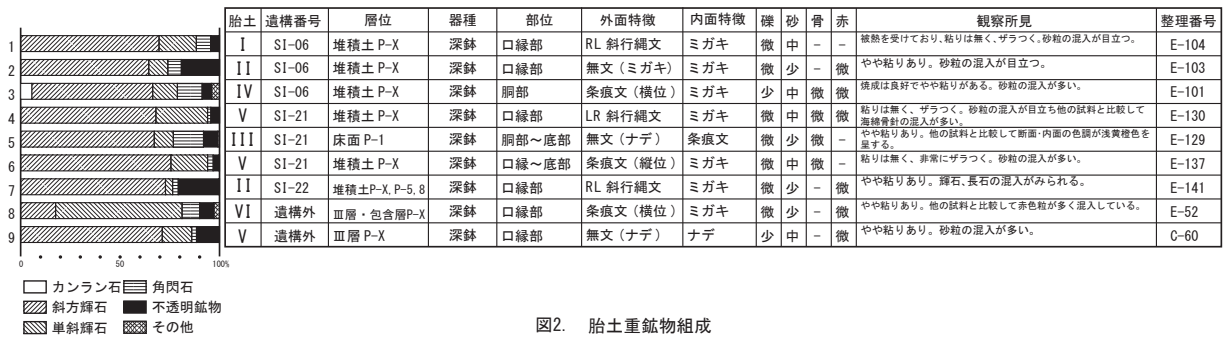 胎土 遺構番号 層位 器種 部位 外面特徴 内面特徴 礫 砂 骨 赤 観察所見 整理番号
1 I SI-06 堆積土 P-X 深鉢 口縁部 RL 斜行縄文 ミガキ 微 中 - - 被熱を受けており、粘りは無く、ザラつく。砂粒の混入が目立つ。 E-104
2 II SI-06 堆積土 P-X 深鉢 口縁部 無文（ミガキ） ミガキ 微 少 - 微 やや粘りあり。砂粒の混入が目立つ。 E-103
3 IV SI-06 堆積土 P-X 深鉢 胴部 条痕文（横位） ミガキ 少 中 微 微 焼成は良好でやや粘りがある。砂粒の混入が多い。 E-101
4 V SI-21 堆積土 P-X 深鉢 口縁部 LR 斜行縄文 ミガキ 微 中 微 微 粘りは無く、ザラつく。砂粒の混入が目立ち他の試料と比較して
海綿骨針の混入が多い。 E-130
5 III SI-21 床面 P-1 深鉢 胴部～底部 無文（ナデ） 条痕文 微 少 微 - やや粘りあり。他の試料と比較して断面・内面の色調が浅黄橙色を
呈する。 E-129
6 V SI-21 堆積土 P-X 深鉢 口縁～底部 条痕文（縦位） ミガキ 微 中 微 - 粘りは無く、非常にザラつく。砂粒の混入が多い。 E-137
7 II SI-22 堆積土P-X, P-5, 8 深鉢 口縁部 RL 斜行縄文 ミガキ 微 少 - 微 やや粘りあり。輝石、長石の混入がみられる。 E-141
8 VI 遺構外 Ⅲ層・包含層P-X 深鉢 口縁部 条痕文（横位） ミガキ 微 少 - 微 やや粘りあり。他の試料と比較して赤色粒が多く混入している。 E-52
9 V 遺構外 Ⅲ層 P-X 深鉢 口縁部 無文（ナデ） ナデ 少 中 - 微 やや粘りあり。砂粒の混入が多い。 C-60
0 50 100%
カンラン石 角閃石
斜方輝石 不透明鉱物
単斜輝石 その他
図2. 胎土重鉱物組成